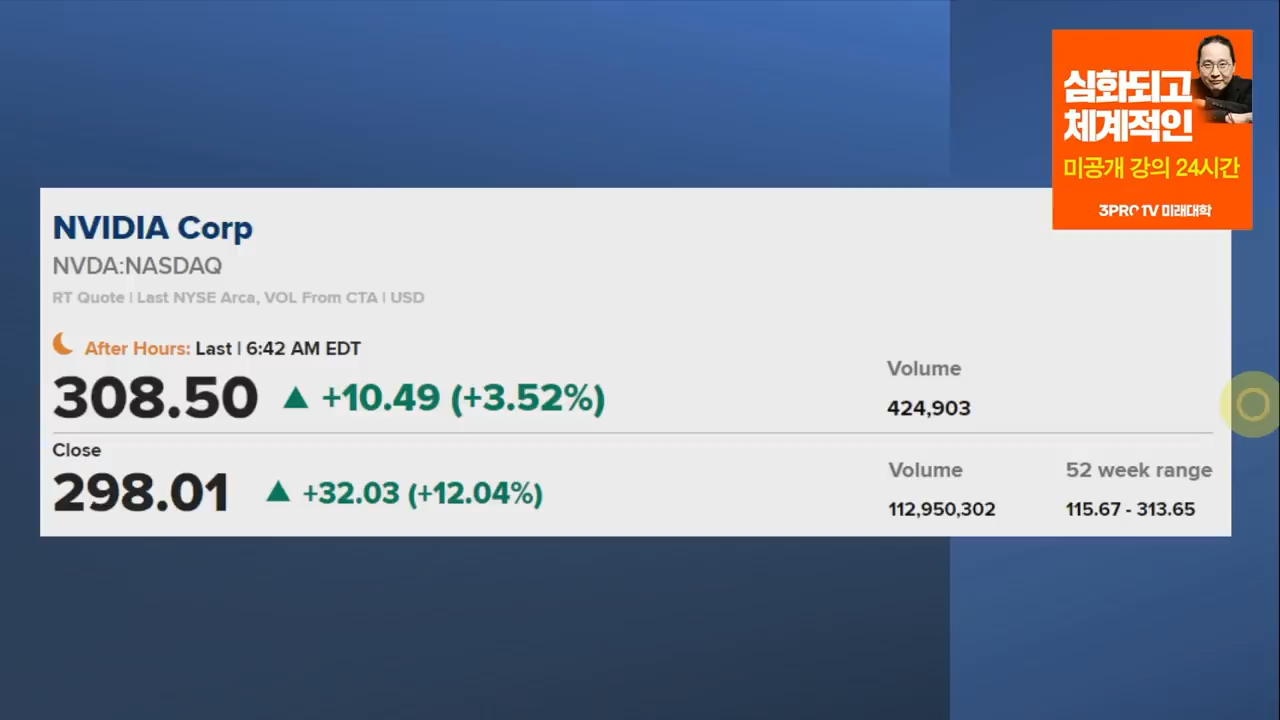 심화되고
체계적인
미공개 강의 24시간
3PRO TV 미래대학
NVIDIA Corp
NVDA:NASDAQ
RT Quote | Last NYSE Arca, VOL From CTA | USD
After Hours: Last | 6:42 AM EDT
308.50 ▲ +10.49 (+3.52%)
Volume
424,903
Close
298.01 ▲ +32.03 (+12.04%)
Volume
112,950,302
52 week range
115.67 - 313.65